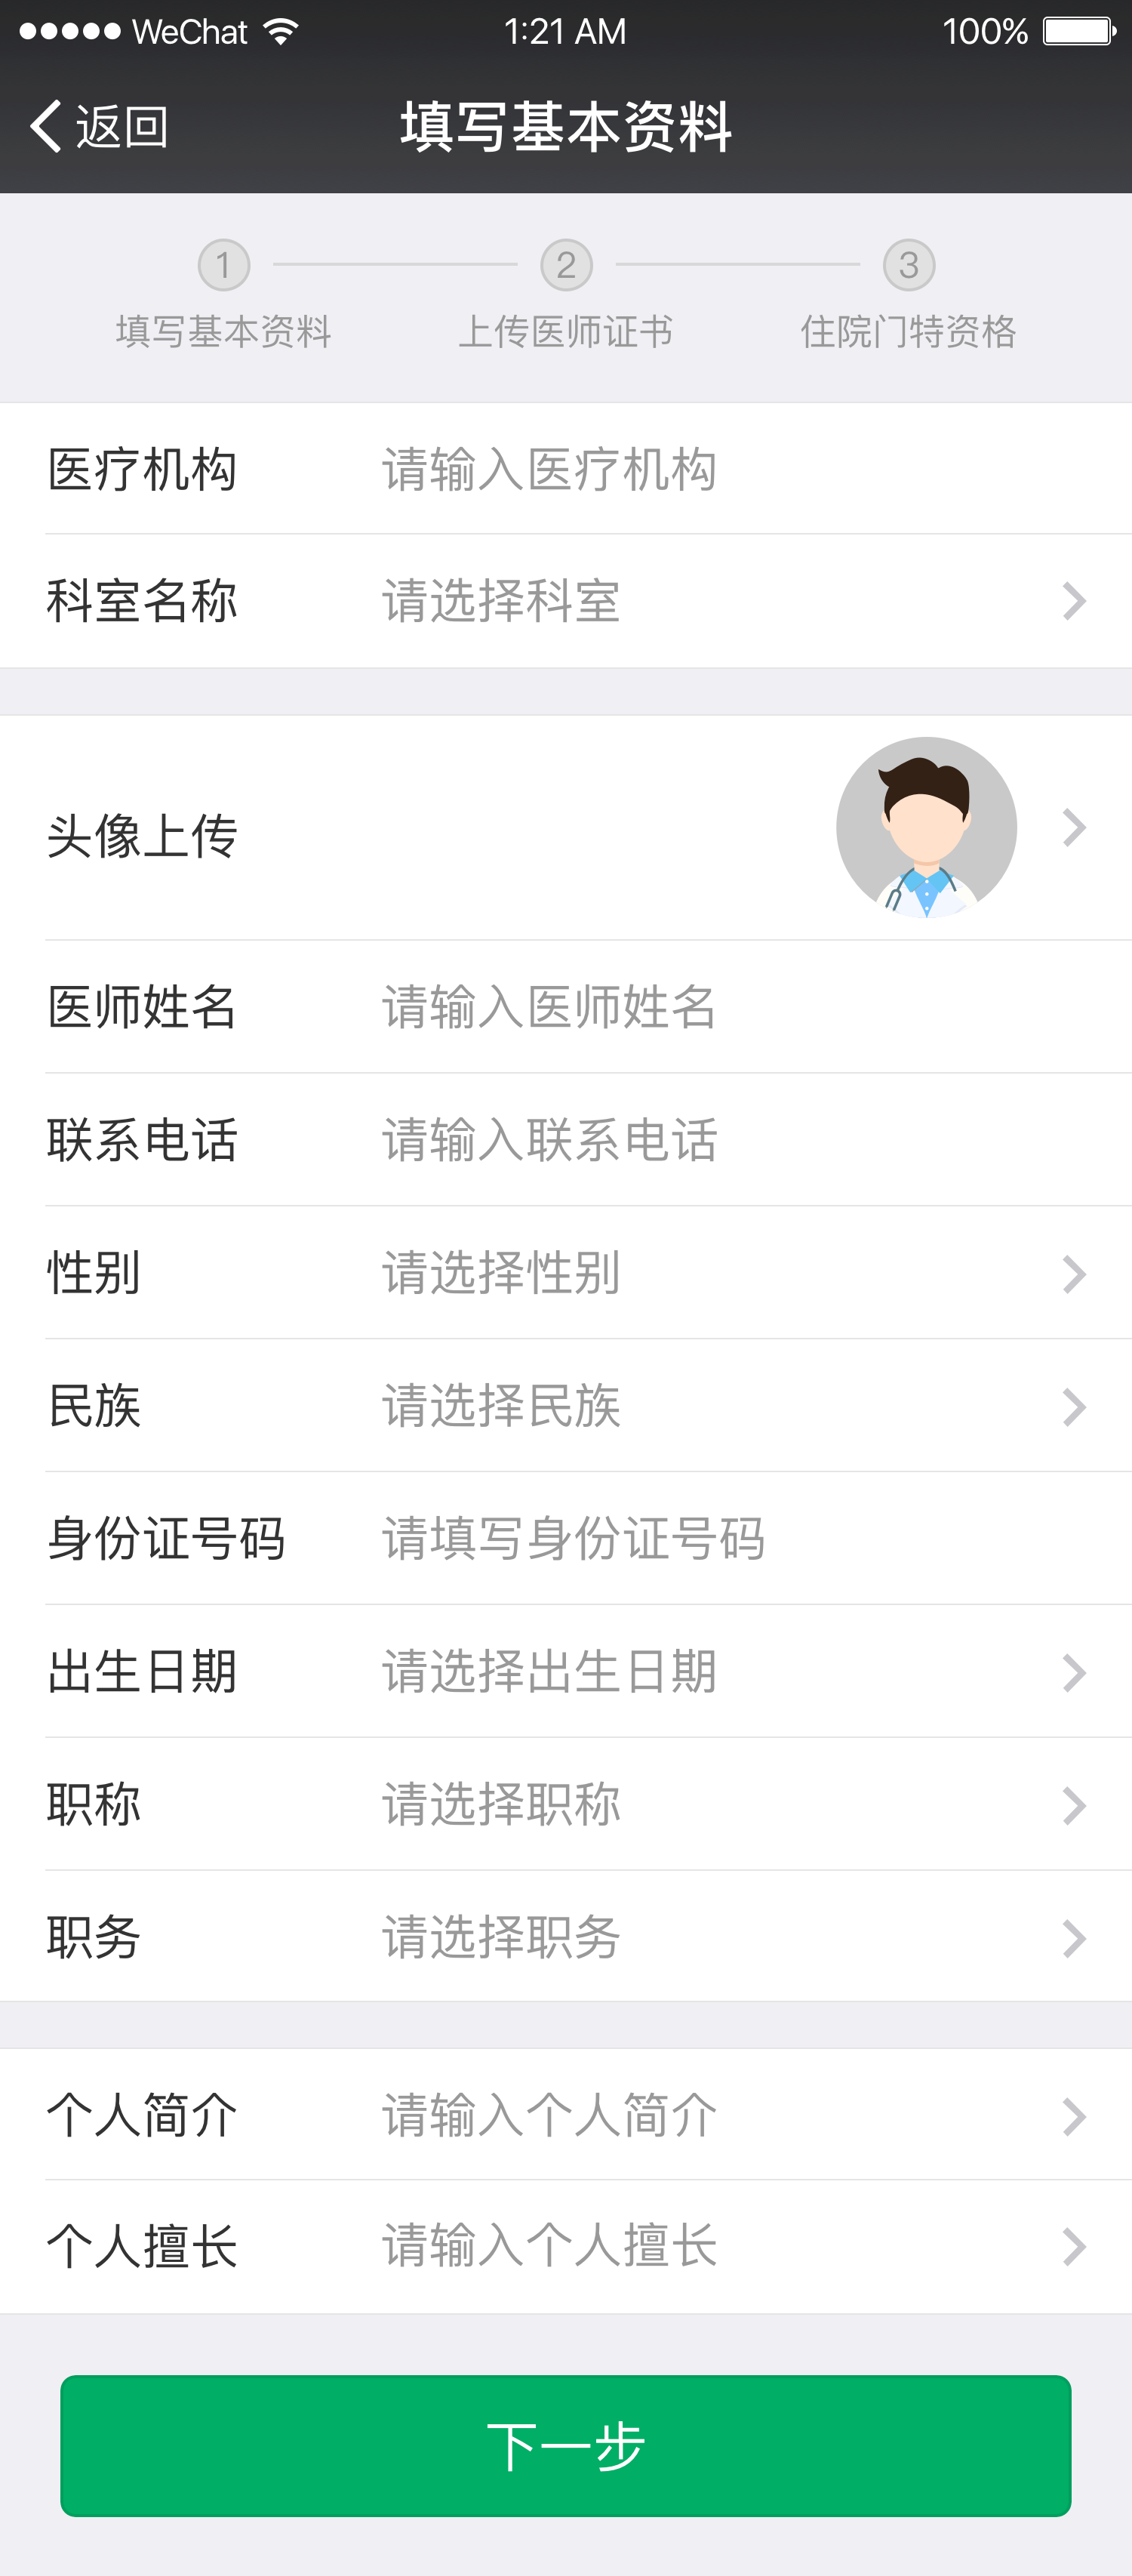 WeChat 1:21 AM 100%
返回 填写基本资料
1 2 3
填写基本资料 上传医师证书 住院门特资格
医疗机构 请输入医疗机构
科室名称 请选择科室
头像上传
医师姓名 请输入医师姓名
联系电话 请输入联系电话
性别 请选择性别
民族 请选择民族
身份证号码 请填写身份证号码
出生日期 请选择出生日期
职称 请选择职称
职务 请选择职务
个人简介 请输入个人简介
个人擅长 请输入个人擅长
下一步